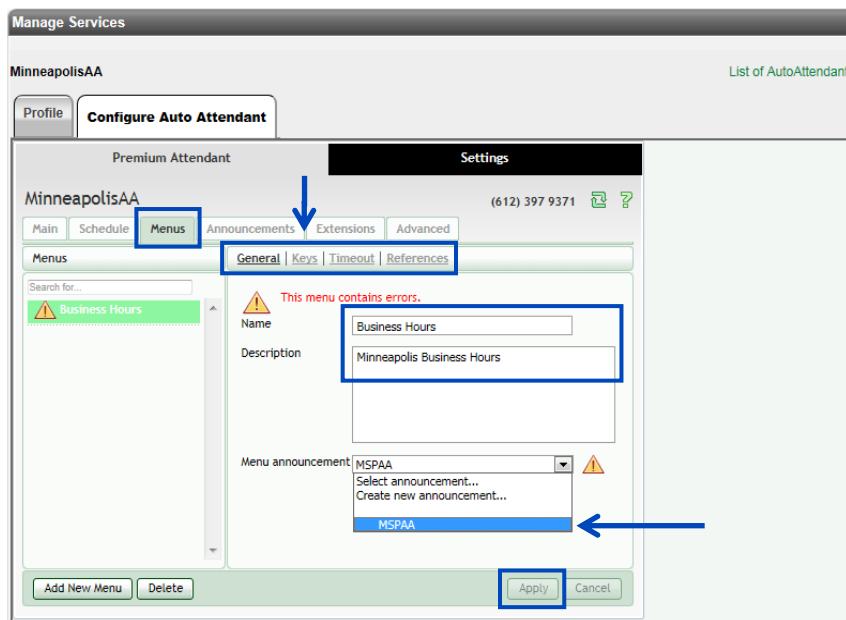 Manage Services
MinneapolisAA
List of AutoAttendant
Profile
Configure Auto Attendant
Premium Attendant
Settings
MinneapolisAA
(612) 397 9371
Main
Schedule
Menus
Announcements
Extensions
Advanced
Menus
General | Keys | Timeout | References
Search for...
Business Hours
This menu contains errors.
Name
Business Hours
Description
Minneapolis Business Hours
Menu announcement
MSPAA
Select announcement...
Create new announcement...
MSPAA
Add New Menu
Delete
Apply
Cancel